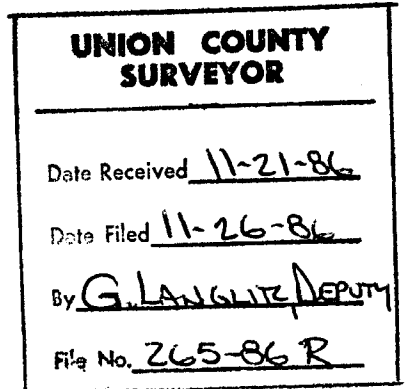 UNION COUNTY
SURVEYOR
Date Received 11-21-86
Date Filed 11-26-86
By G. LANGLITZ, DEPUTY
File No. 265-86 R